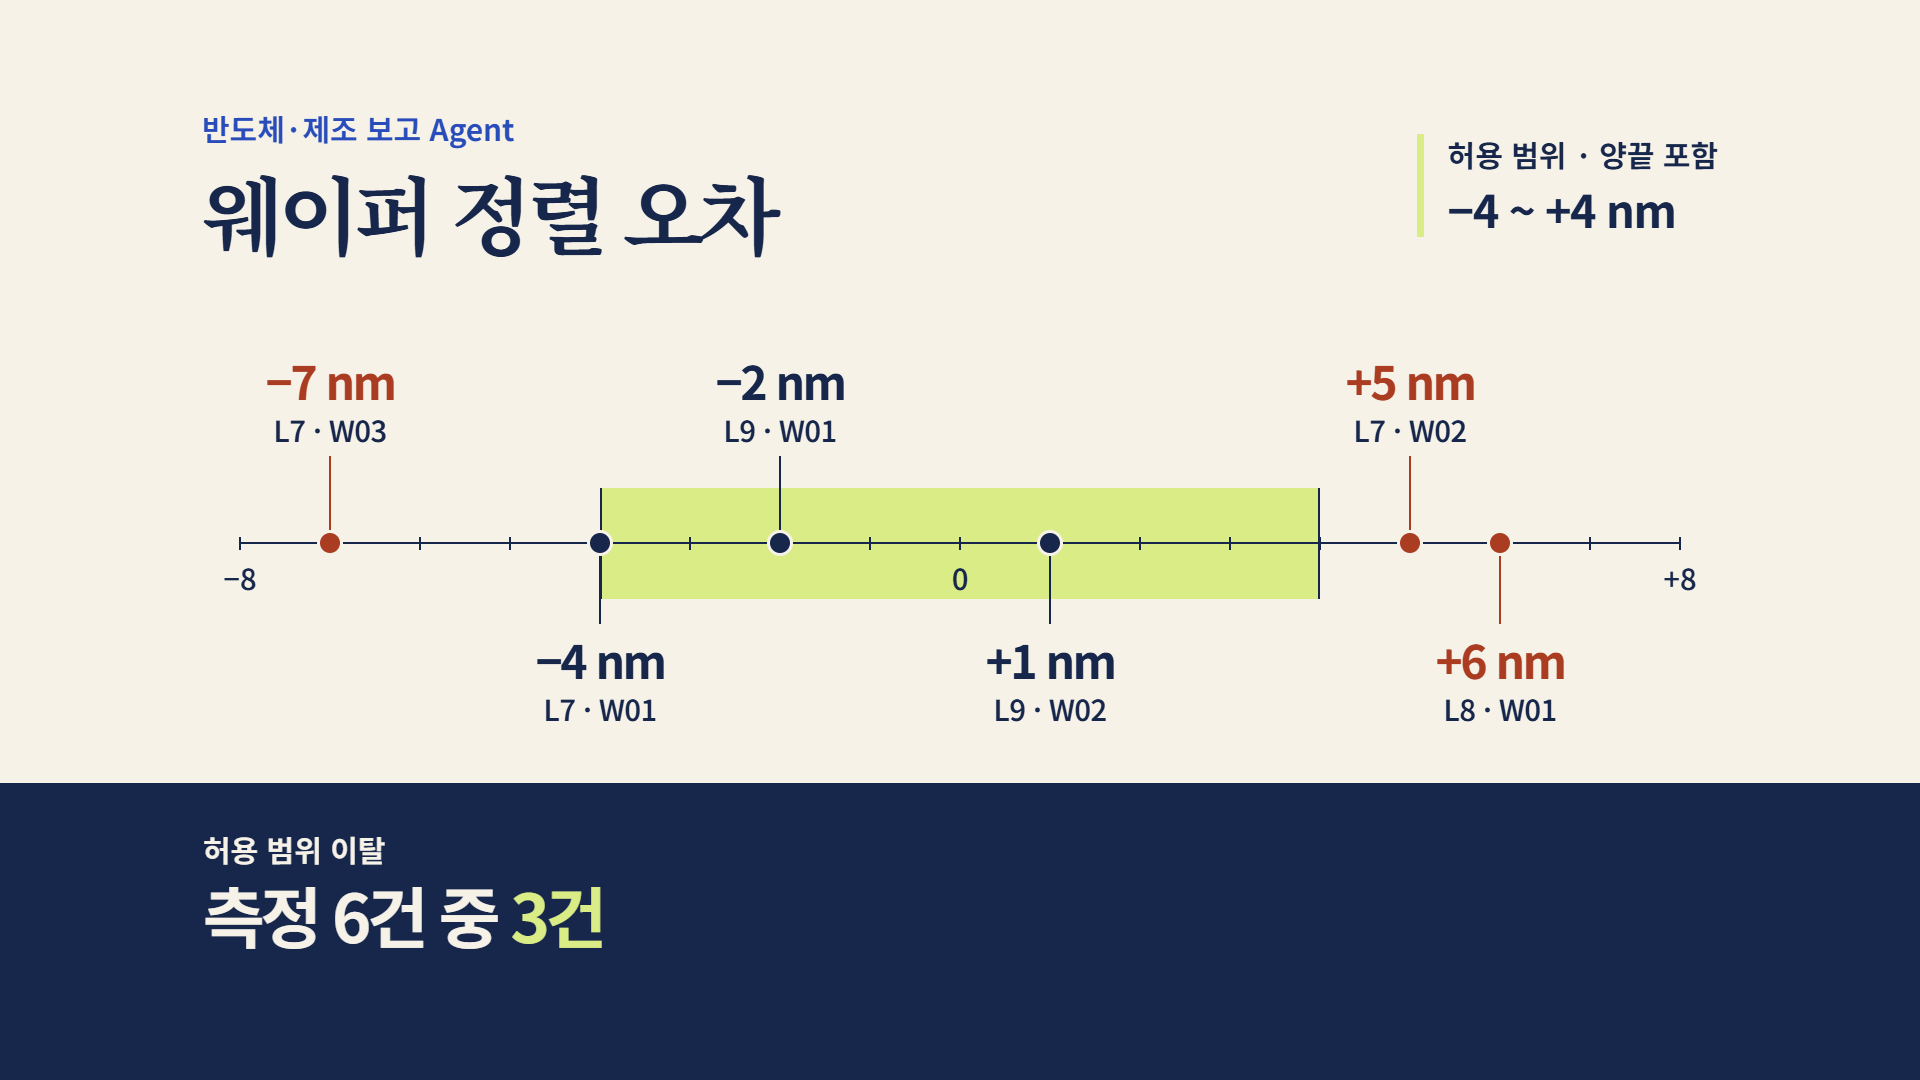 반도체·제조 보고 Agent
웨이퍼 정렬 오차
허용 범위 · 양끝 포함
−4 ~ +4 nm
−7 nm
L7 · W03
−2 nm
L9 · W01
+5 nm
L7 · W02
−8
0
+8
−4 nm
L7 · W01
+1 nm
L9 · W02
+6 nm
L8 · W01
허용 범위 이탈
측정 6건 중 3건